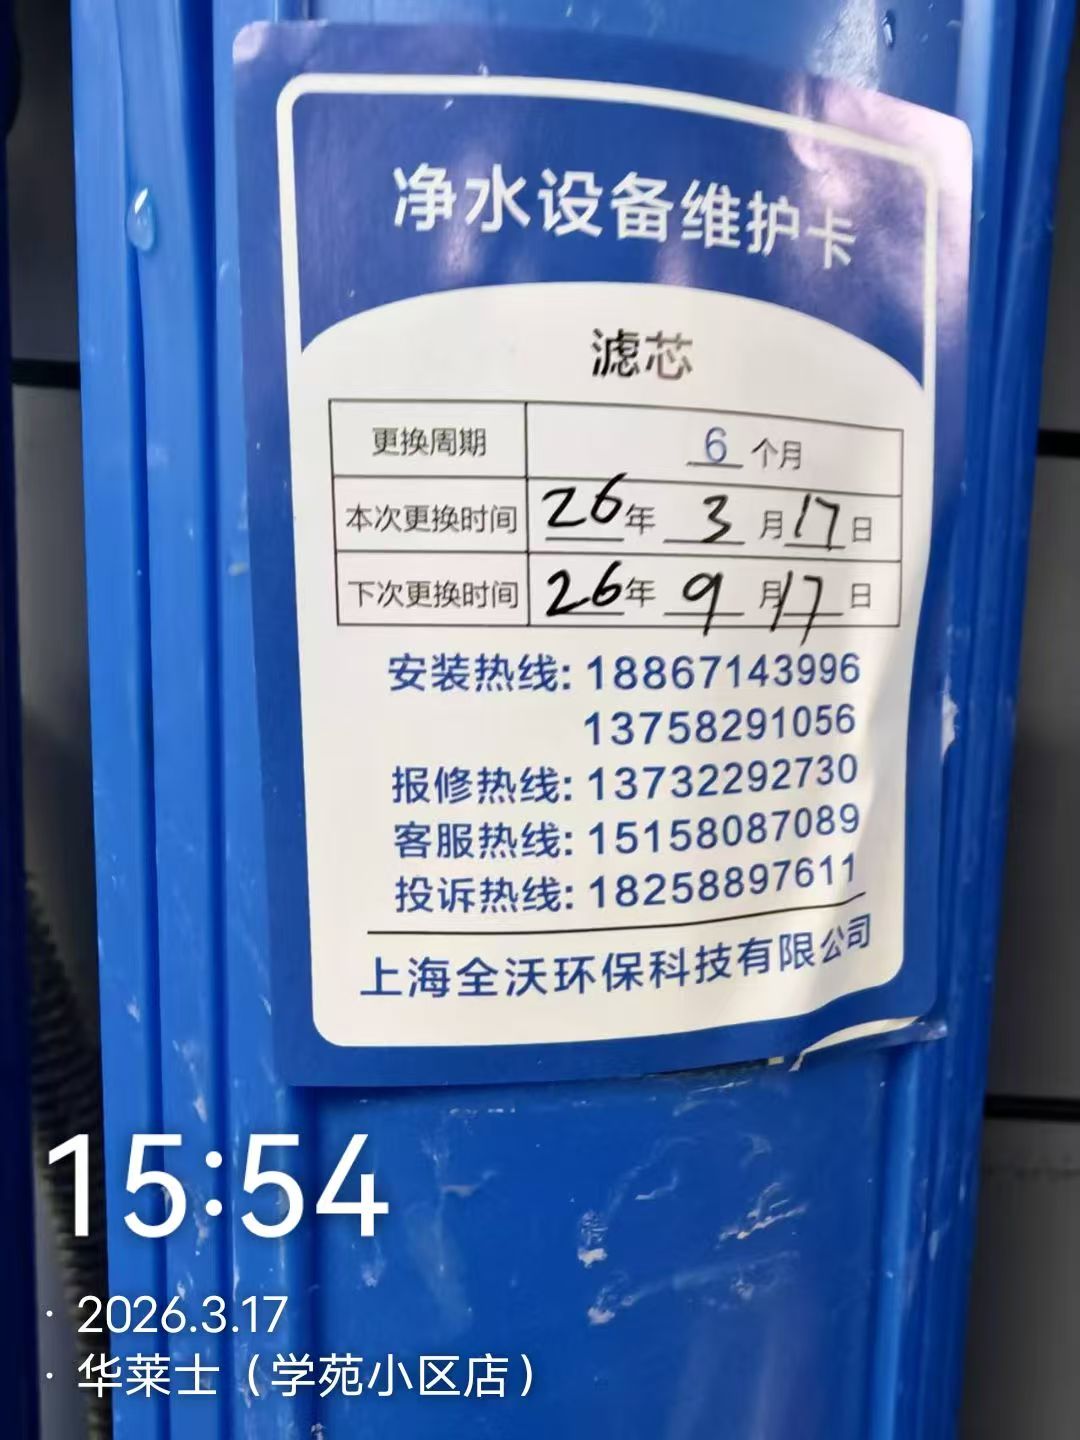 净水设备维护卡
滤芯
更换周期 6 个月
本次更换时间 26年 3 月17日
下次更换时间 26年 9 月17日
安装热线: 18867143996
13758291056
报修热线: 13732292730
客服热线: 15158087089
投诉热线: 18258897611
上海全沃环保科技有限公司
15:54
· 2026.3.17
· 华莱士（学苑小区店）